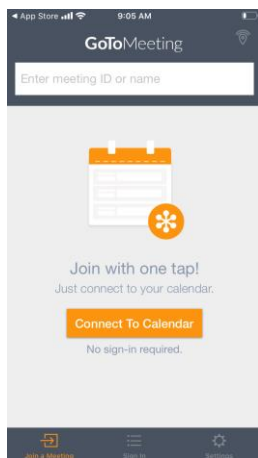 App Store 9:05 AM
GoToMeeting
Enter meeting ID or name
Join with one tap!
Just connect to your calendar.
Connect To Calendar
No sign-in required.
Join a Meeting Sign In Settings